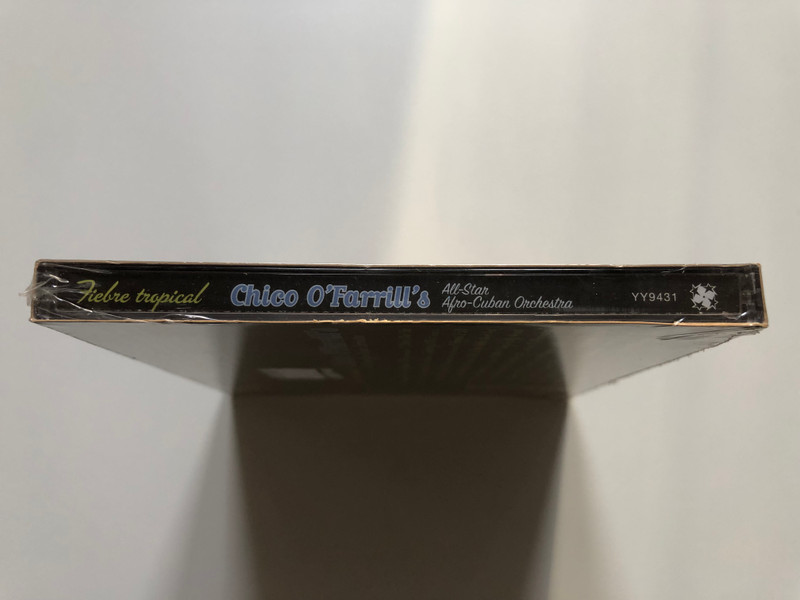 Fiebre tropical
Chico O'Farrill's
All-Star
Afro-Cuban Orchestra
YY9431